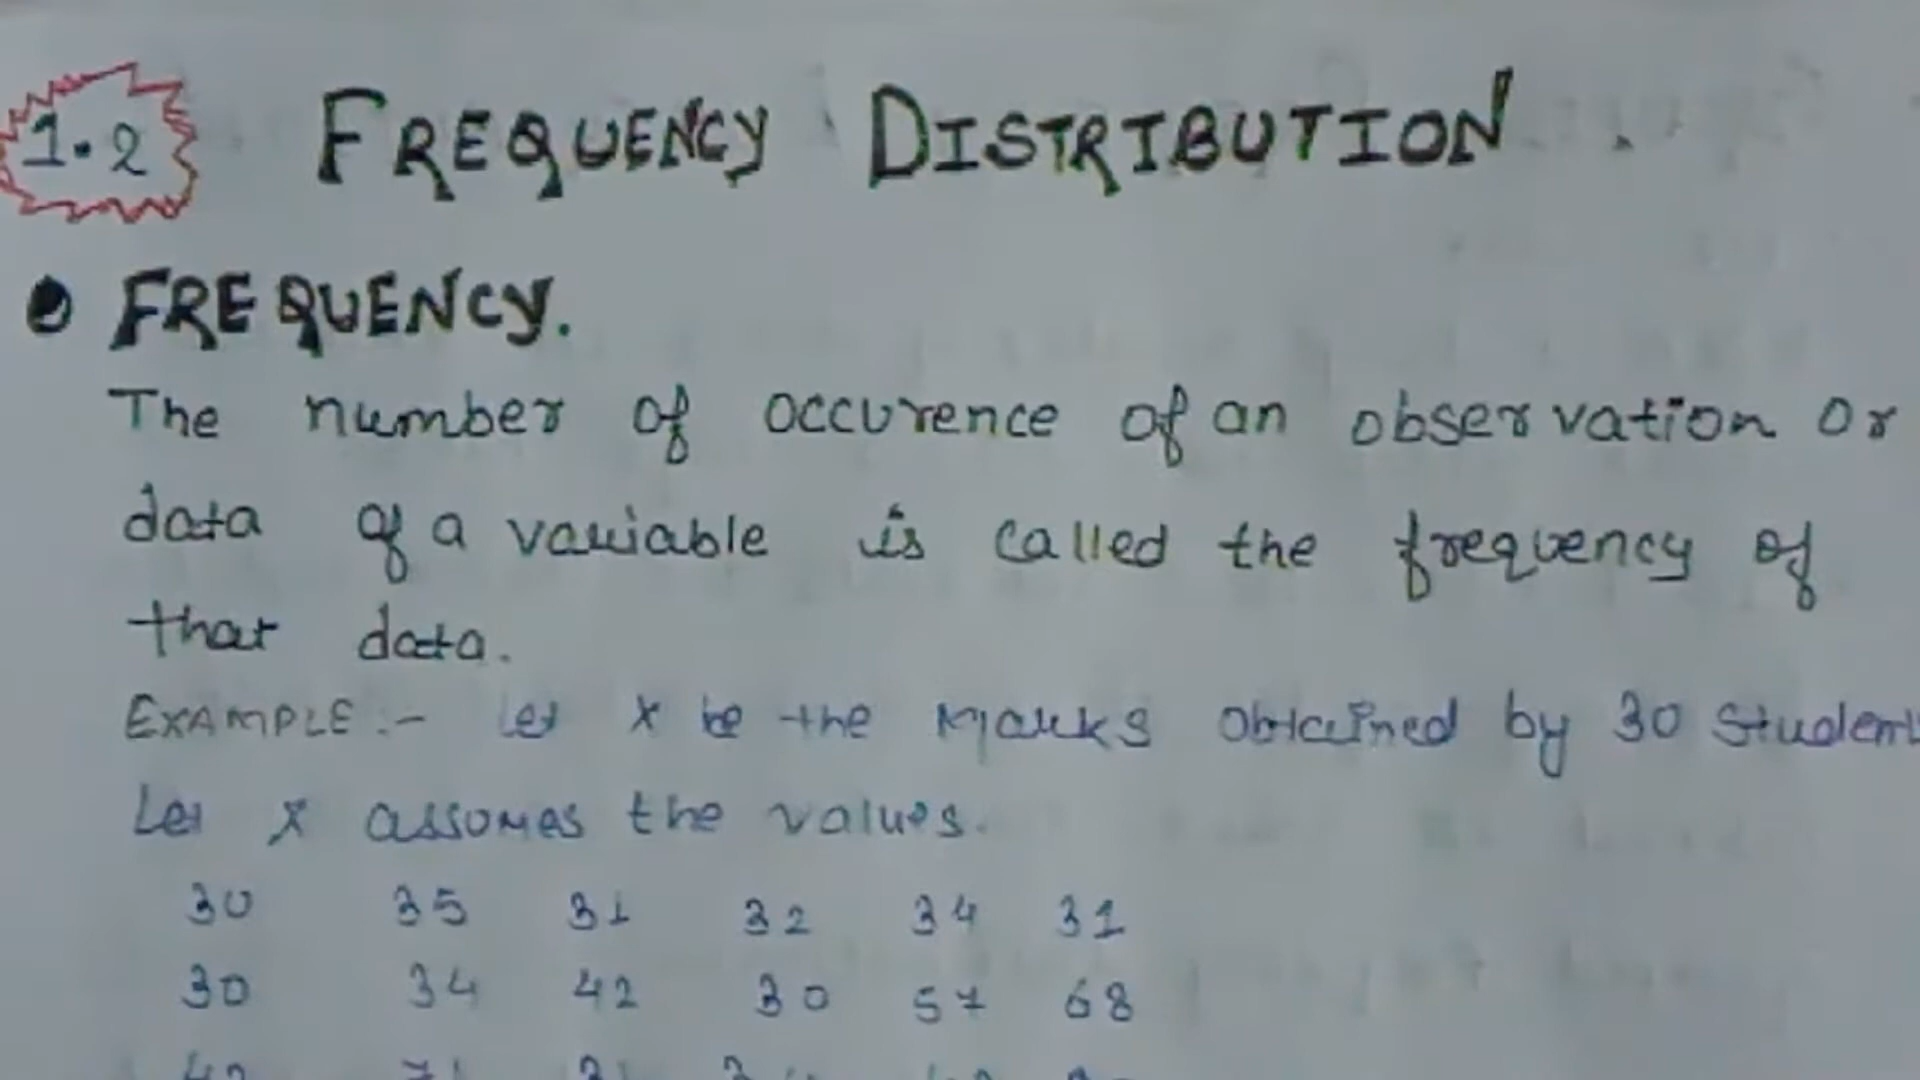 1.2 FREQUENCY DISTRIBUTION.
• FREQUENCY.
The number of occurence of an observation or
data of a variable is called the frequency of
that data.
EXAMPLE:- Let x be the Marks obtained by 30 Students
Let x assumes the values.
30 35 31 32 34 31
30 34 42 30 57 68